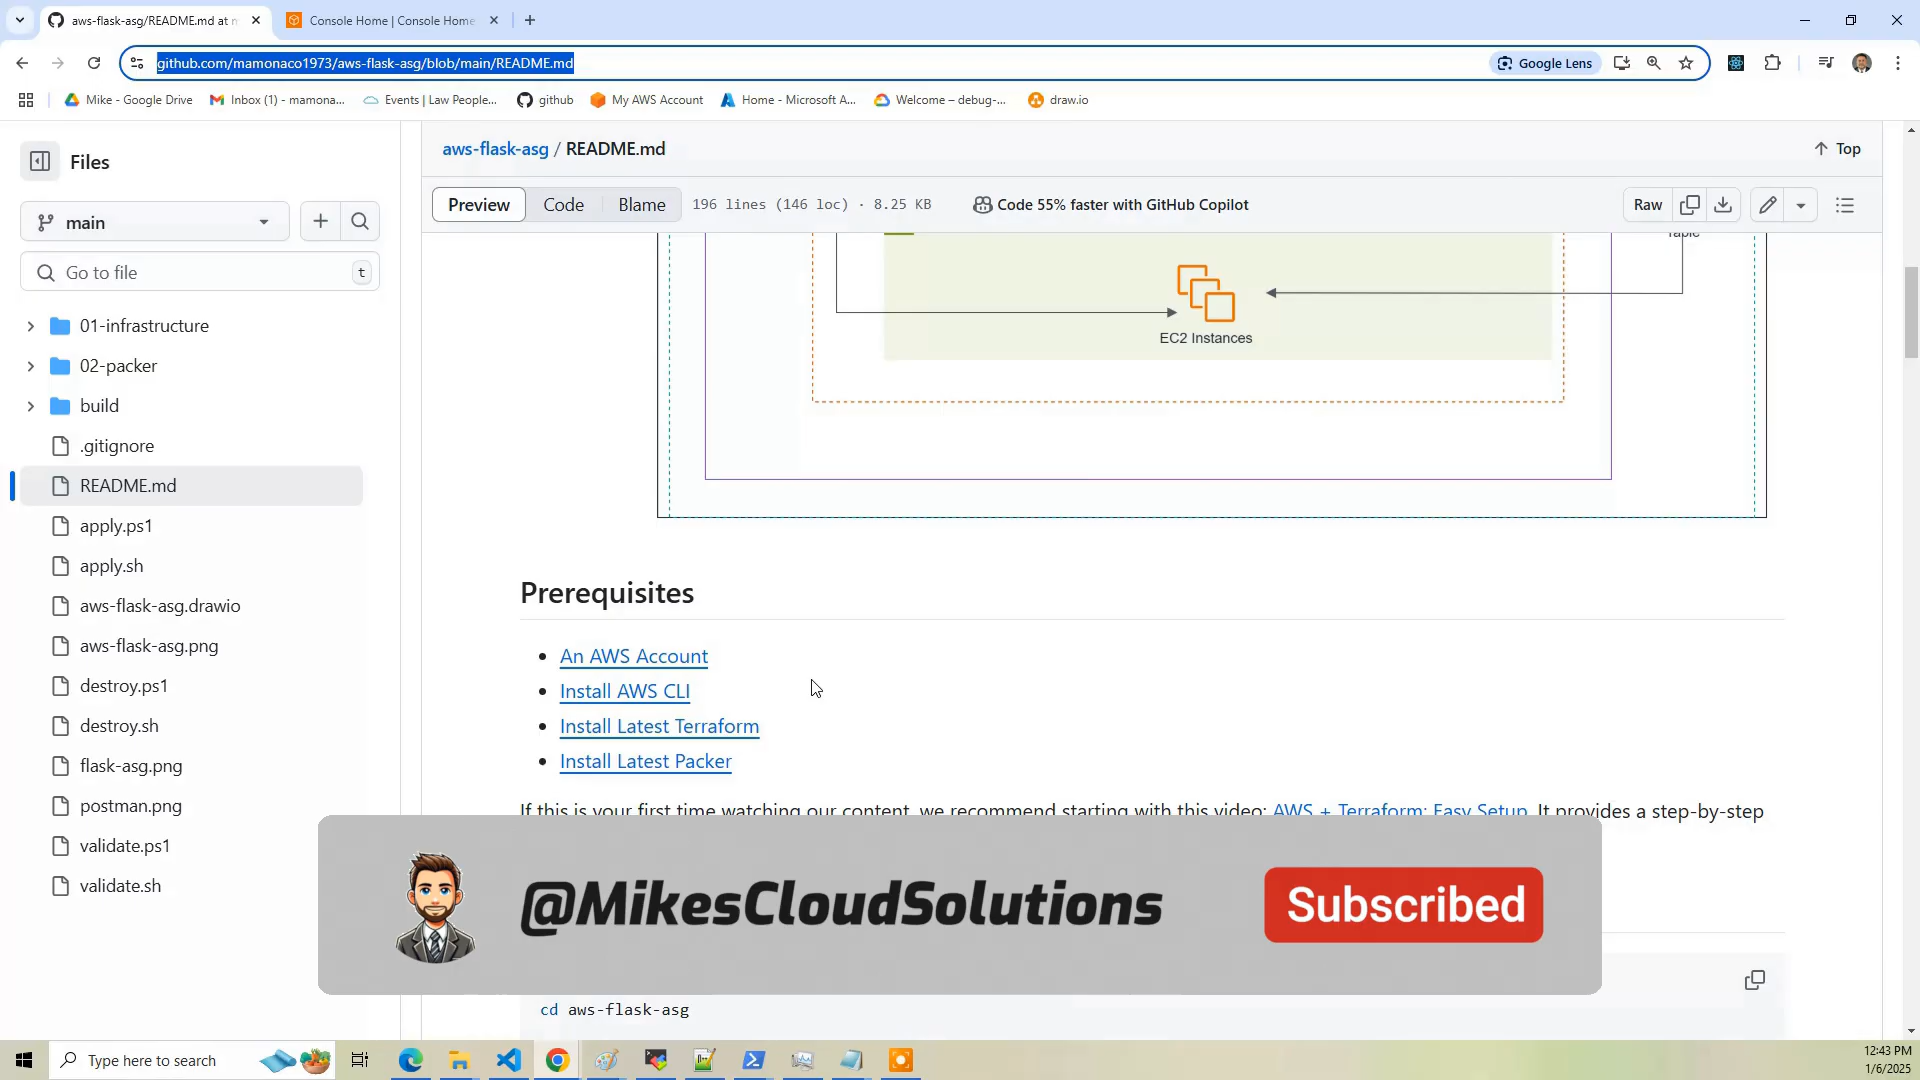 aws-flask-asg/README.md at m
Console Home | Console Home
github.com/mamonaco1973/aws-flask-asg/blob/main/README.md
Google Lens
Mike - Google Drive
Inbox (1) - mamona...
Events | Law People...
github
My AWS Account
Home - Microsoft A...
Welcome – debug-...
draw.io
Files
aws-flask-asg / README.md
Top
main
Preview
Code
Blame
196 lines (146 loc) · 8.25 KB
Code 55% faster with GitHub Copilot
Raw
Go to file
t
Table
EC2 Instances
01-infrastructure
02-packer
build
.gitignore
README.md
apply.ps1
apply.sh
aws-flask-asg.drawio
aws-flask-asg.png
destroy.ps1
destroy.sh
flask-asg.png
postman.png
validate.ps1
validate.sh
Prerequisites
An AWS Account
Install AWS CLI
Install Latest Terraform
Install Latest Packer
If this is your first time watching our content, we recommend starting with this video: AWS + Terraform: Easy Setup. It provides a step-by-step
@MikesCloudSolutions
Subscribed
cd aws-flask-asg
Type here to search
12:43 PM
1/6/2025